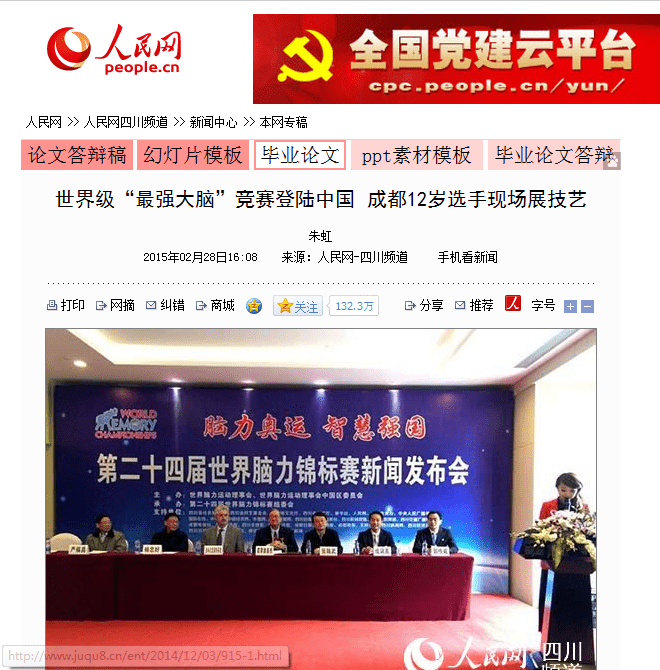 人民网
people.cn
全国党建云平台
cpc.people.cn/yun/
人民网 >> 人民网四川频道 >> 新闻中心 >> 本网专稿
论文答辩稿 幻灯片模板 毕业论文 ppt素材模板 毕业论文答辩
世界级“最强大脑”竞赛登陆中国 成都12岁选手现场展技艺
朱虹
2015年02月28日16:08 来源：人民网-四川频道 手机看新闻
打印 网摘 纠错 商城 关注 132.3万 分享 推荐 人 字号 + −
WORLD
MEMORY
CHAMPIONSHIPS
脑力奥运 智慧强国
第二十四届世界脑力锦标赛新闻发布会
主 办：世界脑力运动理事会、世界脑力运动理事会中国区委员会
承 办：第二十四届世界脑力锦标赛组委会
支持单位：
人民网 四川
频道
http://www.juqu8.cn/ent/2014/12/03/915-1.html